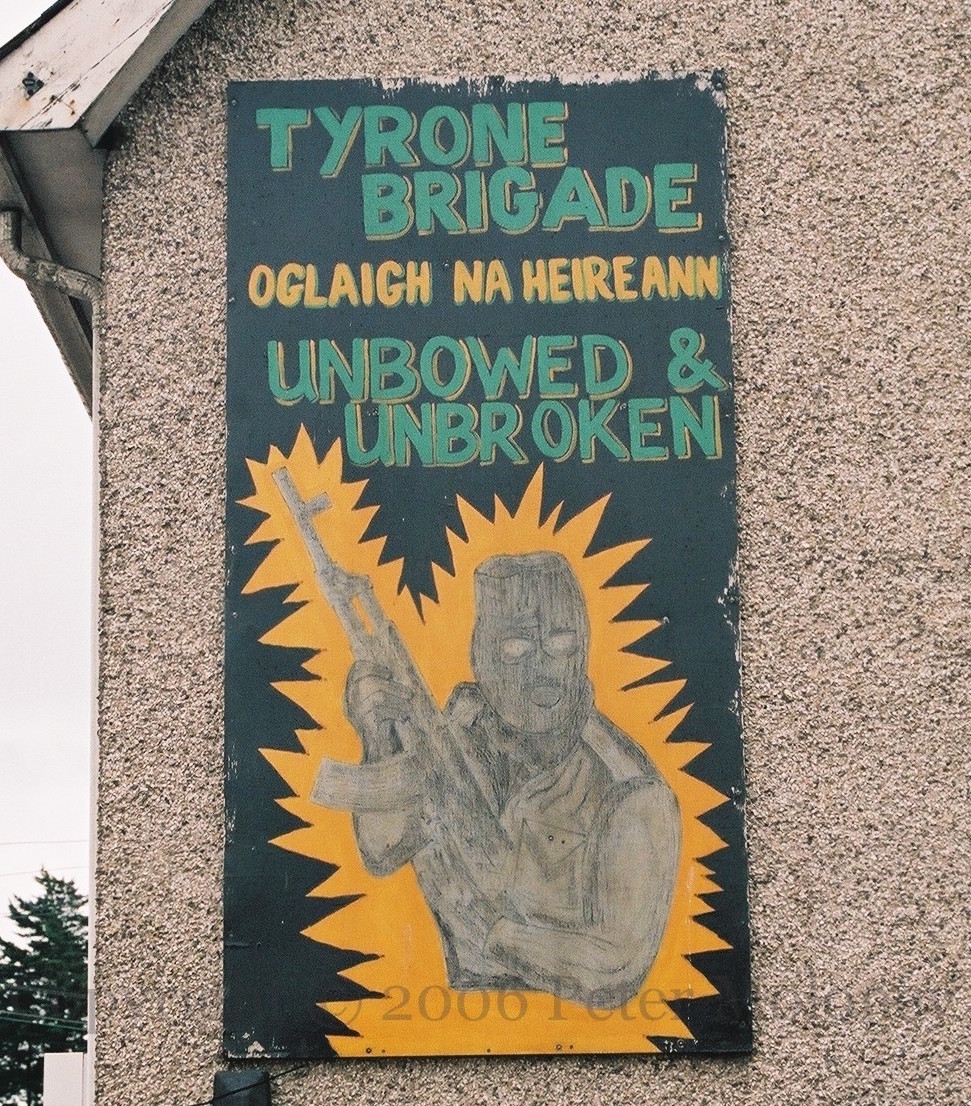 TYRONE
BRIGADE
OGLAIGH NA HEIREANN
UNBOWED &
UNBROKEN
© 2006 Peter